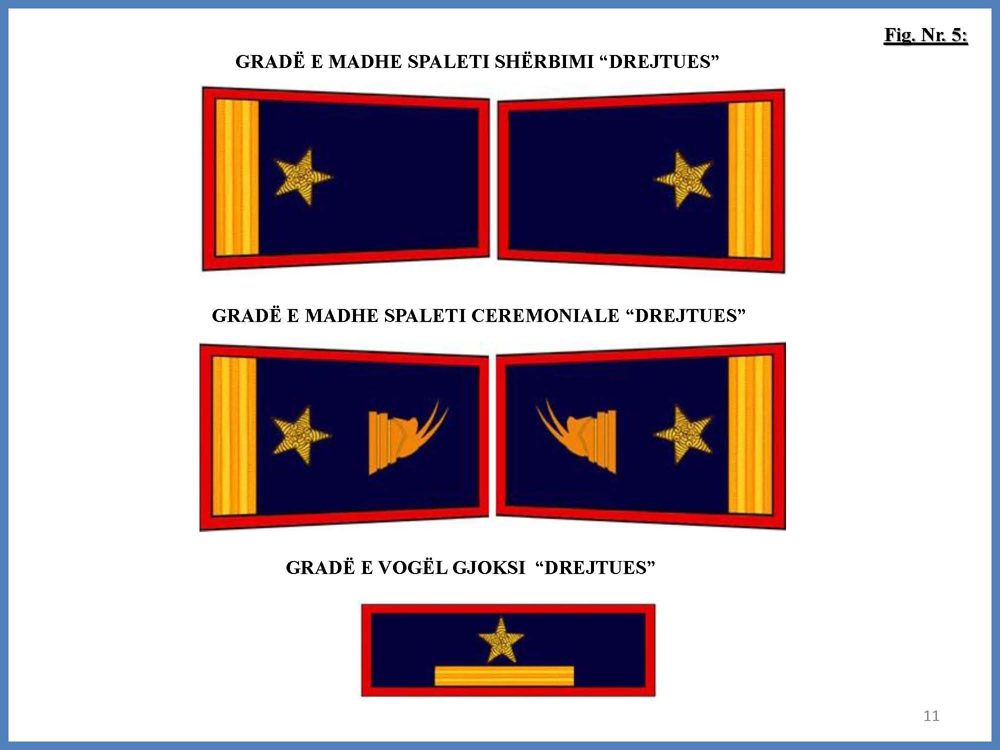 Fig. Nr. 5:
GRADË E MADHE SPALETI SHËRBIMI “DREJTUES”
GRADË E MADHE SPALETI CEREMONIALE “DREJTUES”
GRADË E VOGËL GJOKSI “DREJTUES”
11